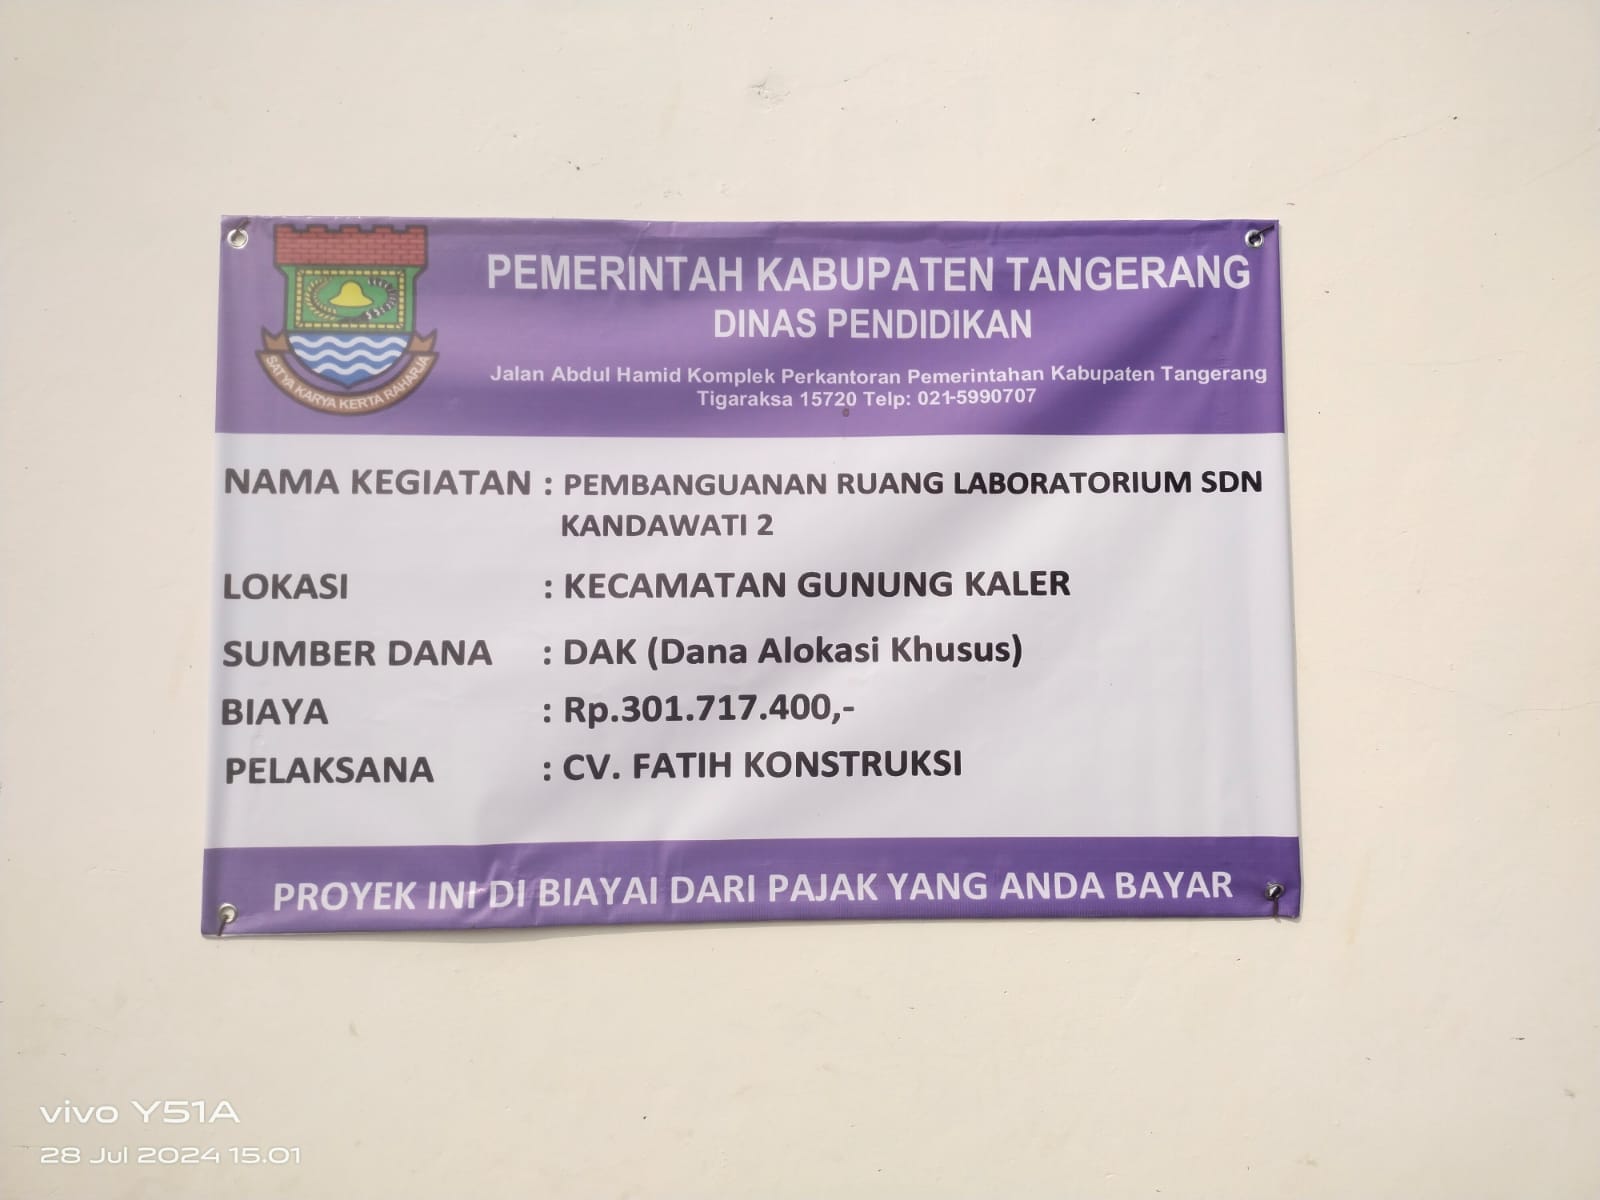 SATYA KARYA KERTA RAHARJA
PEMERINTAH KABUPATEN TANGERANG
DINAS PENDIDIKAN
Jalan Abdul Hamid Komplek Perkantoran Pemerintahan Kabupaten Tangerang
Tigaraksa 15720 Telp: 021-5990707
NAMA KEGIATAN : PEMBANGUANAN RUANG LABORATORIUM SDN
KANDAWATI 2
LOKASI : KECAMATAN GUNUNG KALER
SUMBER DANA : DAK (Dana Alokasi Khusus)
BIAYA : Rp.301.717.400,-
PELAKSANA : CV. FATIH KONSTRUKSI
PROYEK INI DI BIAYAI DARI PAJAK YANG ANDA BAYAR
vivo Y51A
28 Jul 2024 15.01